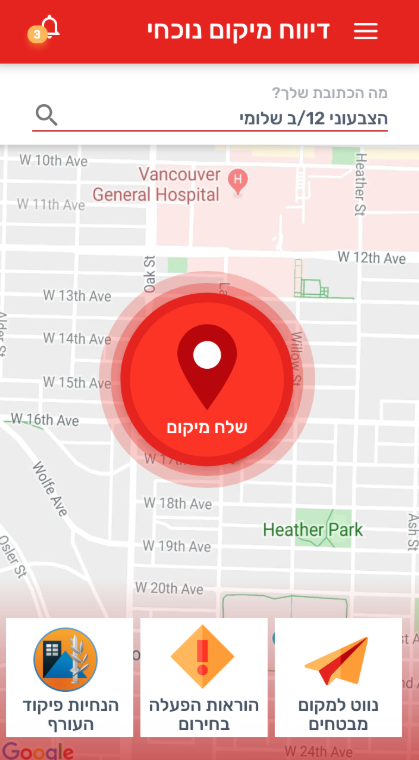 דיווח מיקום נוכחי
3
מה הכתובת שלך?
הצבעוני 12/ב שלומי
W 10th Ave
Vancouver
General Hospital
H
Heather St
W 11th Ave
W 12th Ave
Oak St
W 13th Ave
W 14th Ave
Willow St
W 15th Ave
W 16th Ave
שלח מיקום
W 17th
Wolfe Ave
W 18th Ave
Heather Park
Ash St
W 19th Ave
Osler St
W 20th Ave
הנחיות פיקוד
העורף
הוראות הפעלה
בחירום
נווט למקום
מבטחים
Google
W 24th Ave